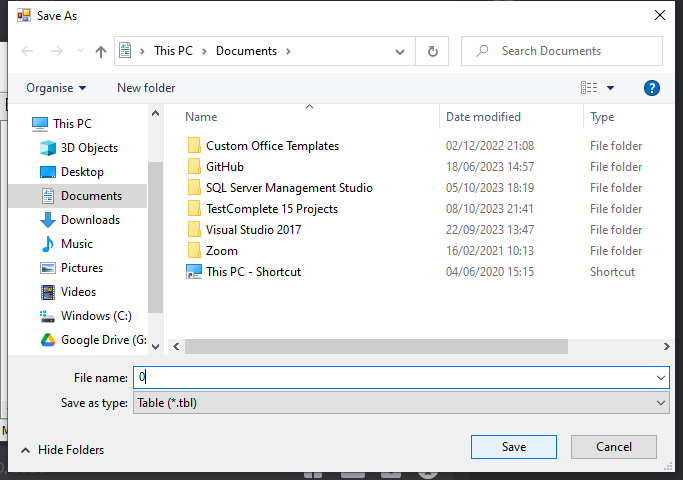 Save As
This PC > Documents >
Search Documents
Organise
New folder
?
Name Date modified Type
This PC
3D Objects
Desktop
Documents
Downloads
Music
Pictures
Videos
Windows (C:)
Google Drive (G:
Custom Office Templates 02/12/2022 21:08 File folder
GitHub 18/06/2023 14:57 File folder
SQL Server Management Studio 05/10/2023 18:19 File folder
TestComplete 15 Projects 08/10/2023 21:41 File folder
Visual Studio 2017 22/09/2023 13:47 File folder
Zoom 16/02/2021 10:13 File folder
This PC - Shortcut 04/06/2020 15:15 Shortcut
File name: 0
Save as type: Table (*.tbl)
Hide Folders
Save
Cancel